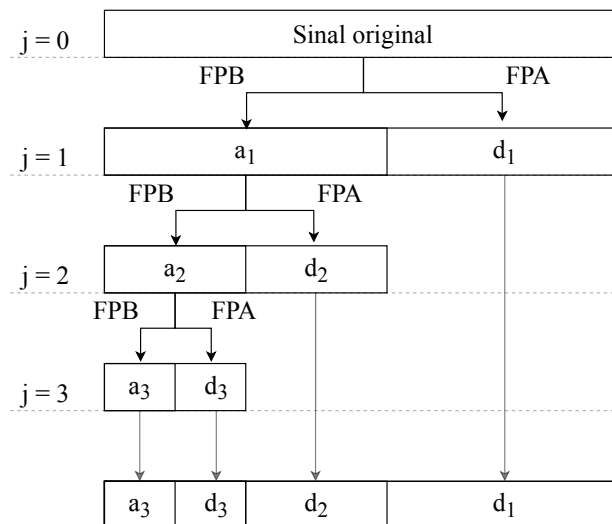 j = 0 Sinal original
FPB FPA
j = 1 a₁ d₁
FPB FPA
j = 2 a₂ d₂
FPB FPA
j = 3 a₃ d₃
a₃ d₃ d₂ d₁